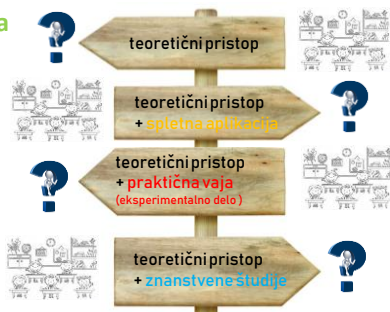 a
teoretični pristop
teoretični pristop
+ spletna aplikacija
teoretični pristop
+ praktična vaja
(eksperimentalno delo )
teoretični pristop
+ znanstvene študije